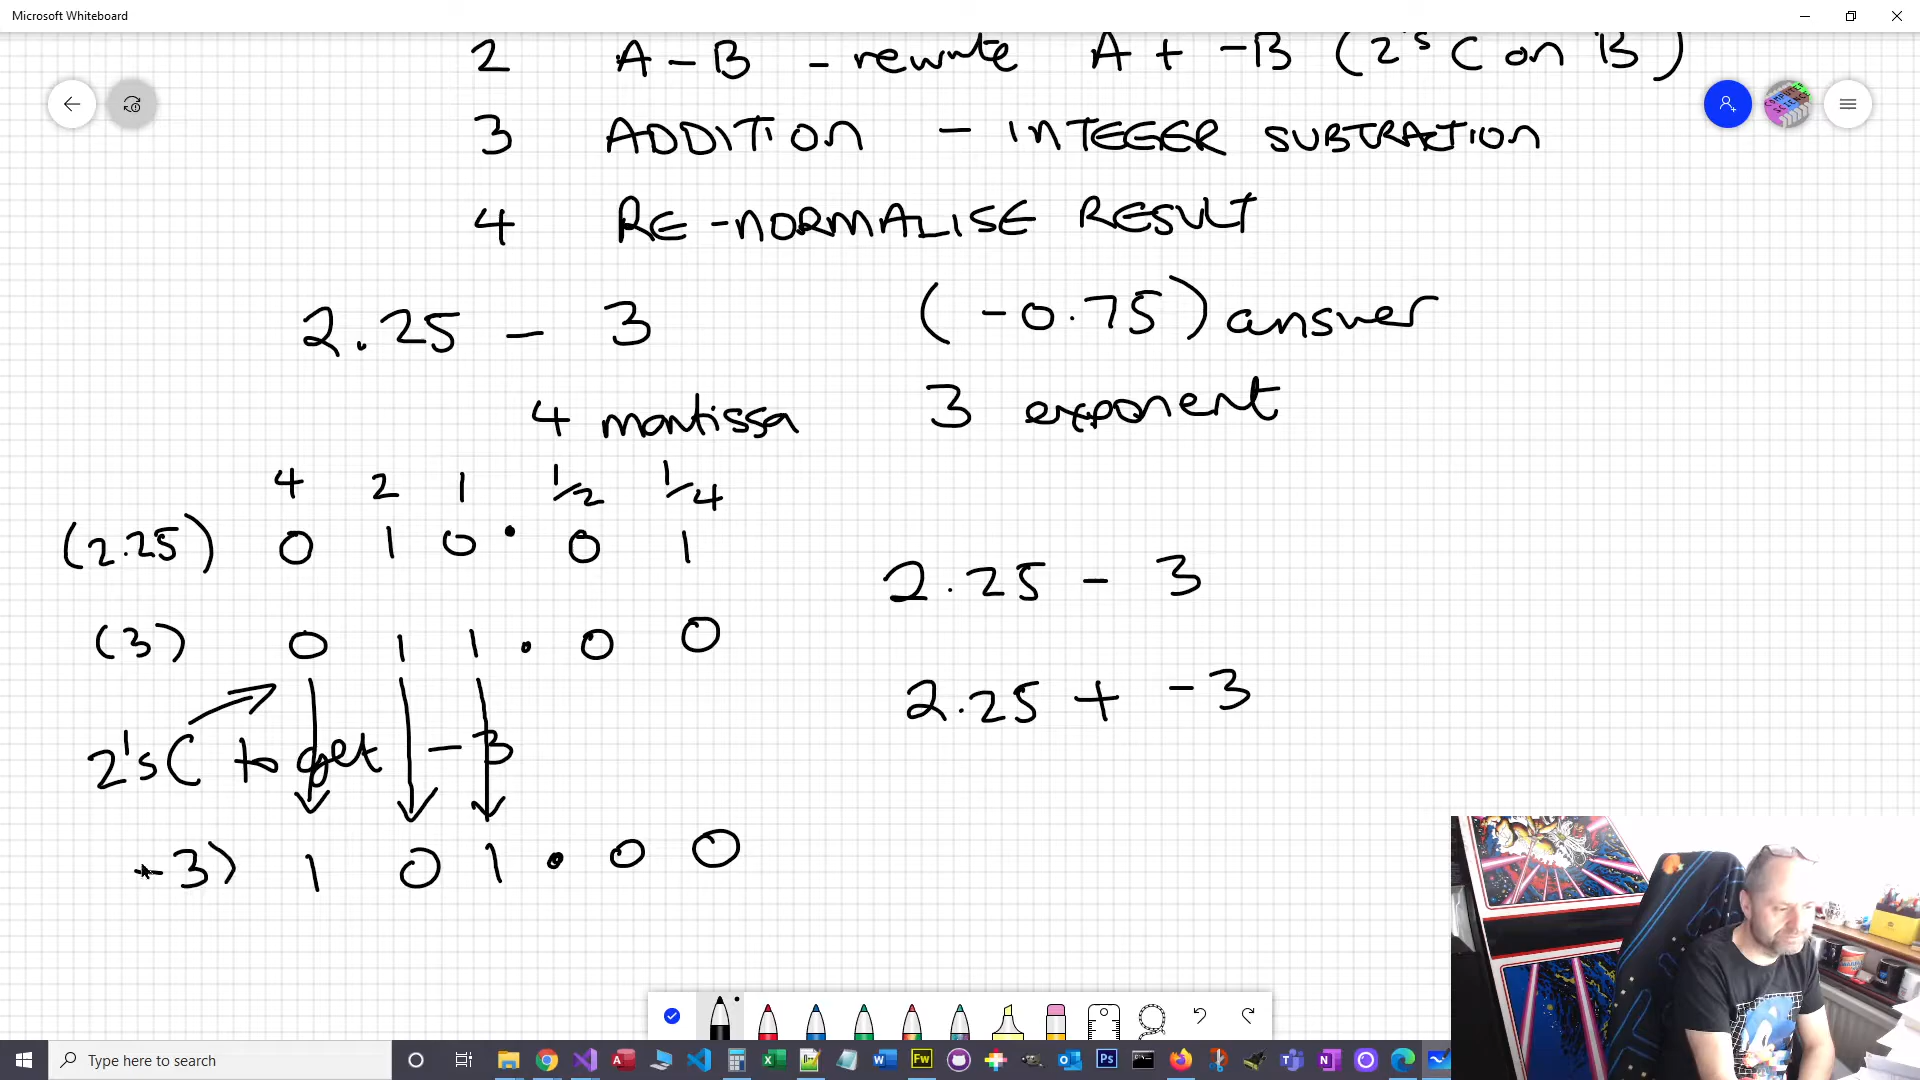 Microsoft Whiteboard
2 A - B - rewrite A + -B (2's C on B)
3 ADDITION - INTEGER SUBTRACTION
4 RE-NORMALISE RESULT
2.25 - 3 (-0.75) answer
4 mantissa 3 exponent
4 2 1 1/2 1/4
(2.25) 0 1 0 . 0 1
2.25 - 3
(3) 0 1 1 . 0 0
2.25 + -3
2's C to get -3
-3) 1 0 1 . 0 0
Type here to search